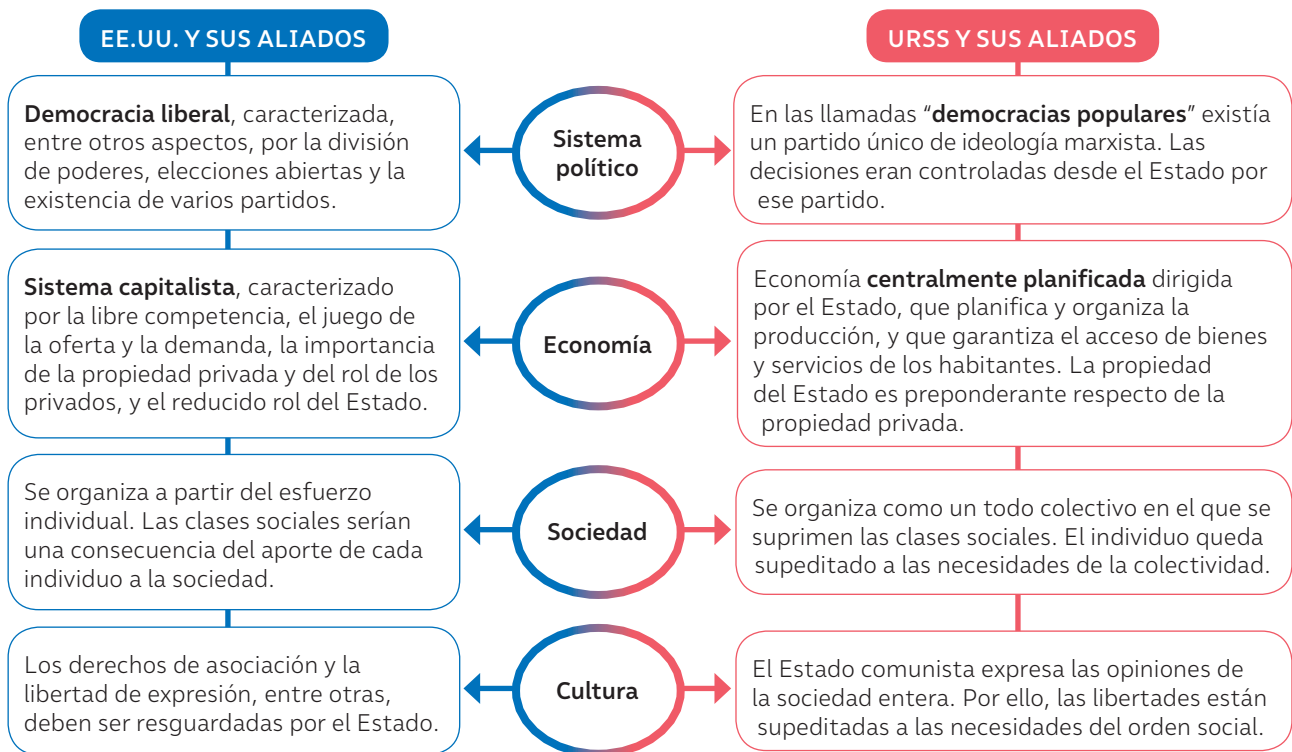 EE.UU. Y SUS ALIADOS
URSS Y SUS ALIADOS
Democracia liberal, caracterizada,
entre otros aspectos, por la división
de poderes, elecciones abiertas y la
existencia de varios partidos.
Sistema
político
En las llamadas “democracias populares” existía
un partido único de ideología marxista. Las
decisiones eran controladas desde el Estado por
ese partido.
Sistema capitalista, caracterizado
por la libre competencia, el juego de
la oferta y la demanda, la importancia
de la propiedad privada y del rol de los
privados, y el reducido rol del Estado.
Economía
Economía centralmente planificada dirigida
por el Estado, que planifica y organiza la
producción, y que garantiza el acceso de bienes
y servicios de los habitantes. La propiedad
del Estado es preponderante respecto de la
propiedad privada.
Se organiza a partir del esfuerzo
individual. Las clases sociales serían
una consecuencia del aporte de cada
individuo a la sociedad.
Sociedad
Se organiza como un todo colectivo en el que se
suprimen las clases sociales. El individuo queda
supeditado a las necesidades de la colectividad.
Los derechos de asociación y la
libertad de expresión, entre otras,
deben ser resguardadas por el Estado.
Cultura
El Estado comunista expresa las opiniones de
la sociedad entera. Por ello, las libertades están
supeditadas a las necesidades del orden social.